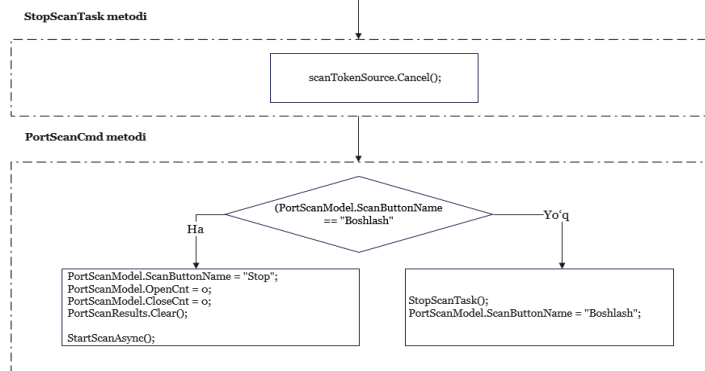 StopScanTask metodi
scanTokenSource.Cancel();
PortScanCmd metodi
(PortScanModel.ScanButtonName
== "Boshlash"
Ha
Yo‘q
PortScanModel.ScanButtonName = "Stop";
PortScanModel.OpenCnt = 0;
PortScanModel.CloseCnt = 0;
PortScanResults.Clear();
StartScanAsync();
StopScanTask();
PortScanModel.ScanButtonName = "Boshlash";